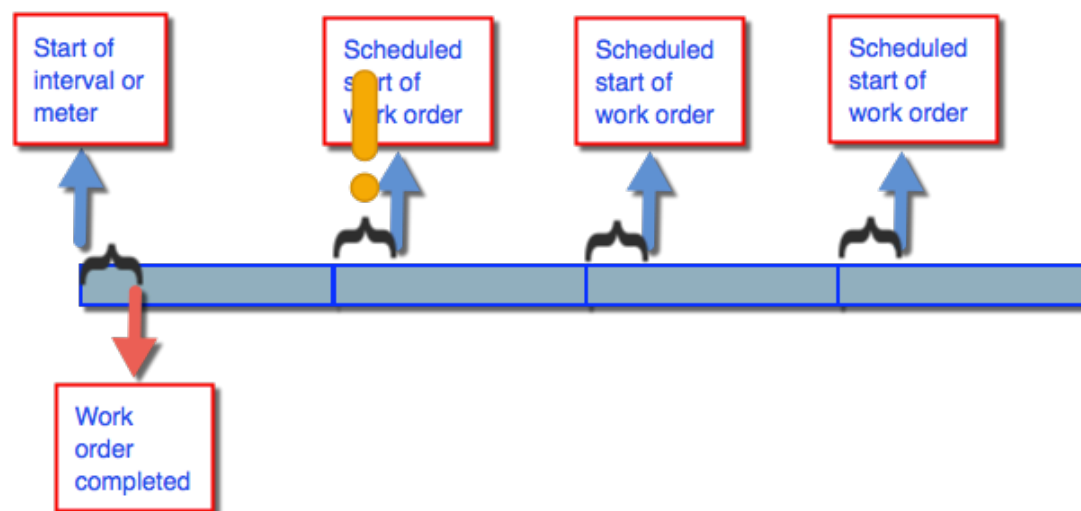 Start of
interval or
meter
Scheduled
start of
work order
Scheduled
start of
work order
Scheduled
start of
work order
Work
order
completed